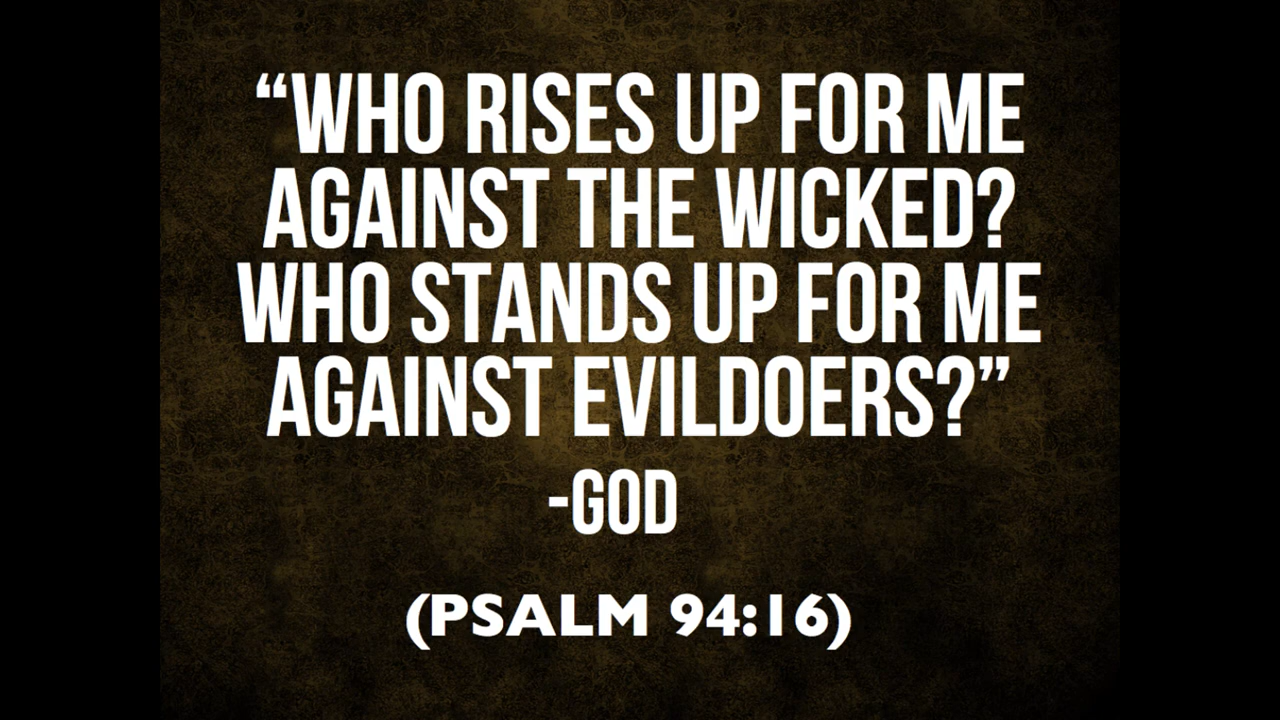 “WHO RISES UP FOR ME
AGAINST THE WICKED?
WHO STANDS UP FOR ME
AGAINST EVILDOERS?”
-GOD
(PSALM 94:16)